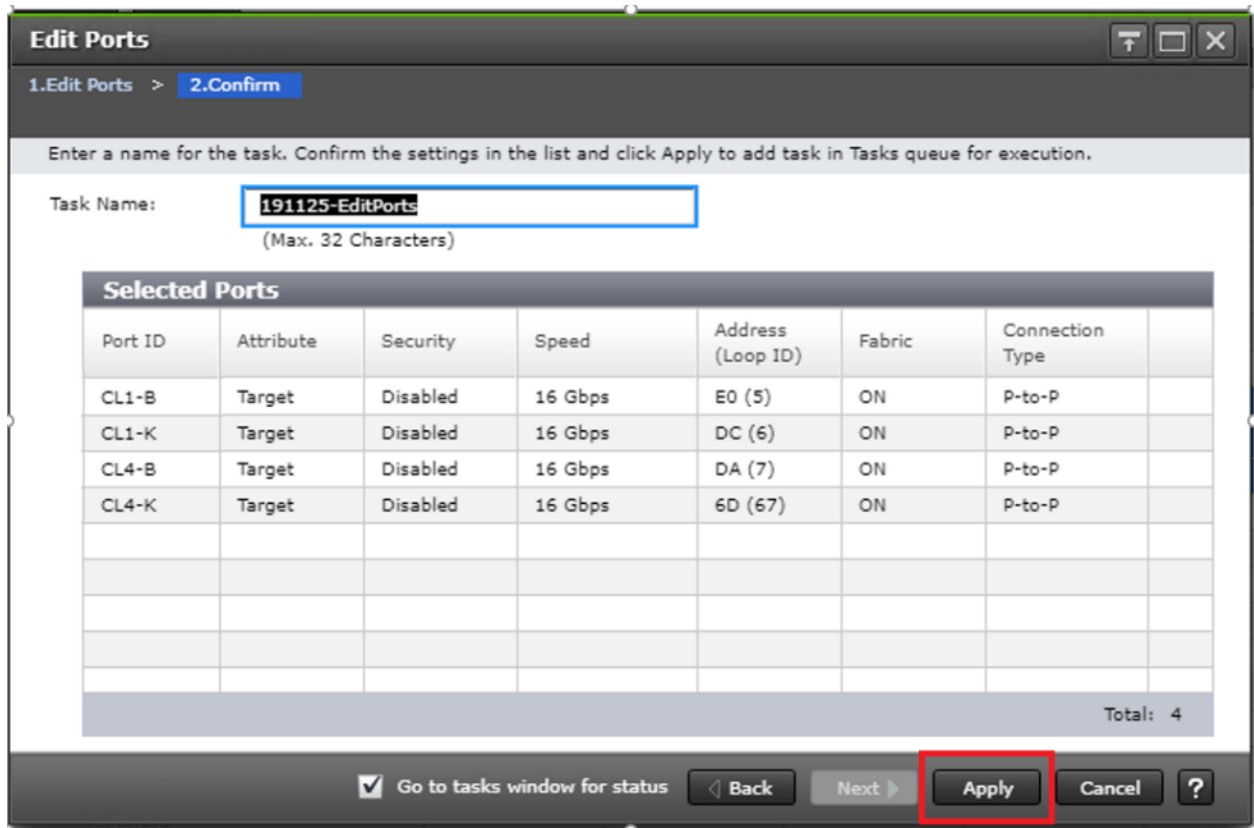 Edit Ports
1.Edit Ports > 2.Confirm
Enter a name for the task. Confirm the settings in the list and click Apply to add task in Tasks queue for execution.
Task Name: 191125-EditPorts
(Max. 32 Characters)
Selected Ports
Port ID Attribute Security Speed Address (Loop ID) Fabric Connection Type
CL1-B Target Disabled 16 Gbps E0 (5) ON P-to-P
CL1-K Target Disabled 16 Gbps DC (6) ON P-to-P
CL4-B Target Disabled 16 Gbps DA (7) ON P-to-P
CL4-K Target Disabled 16 Gbps 6D (67) ON P-to-P
Total: 4
Go to tasks window for status Back Next Apply Cancel ?